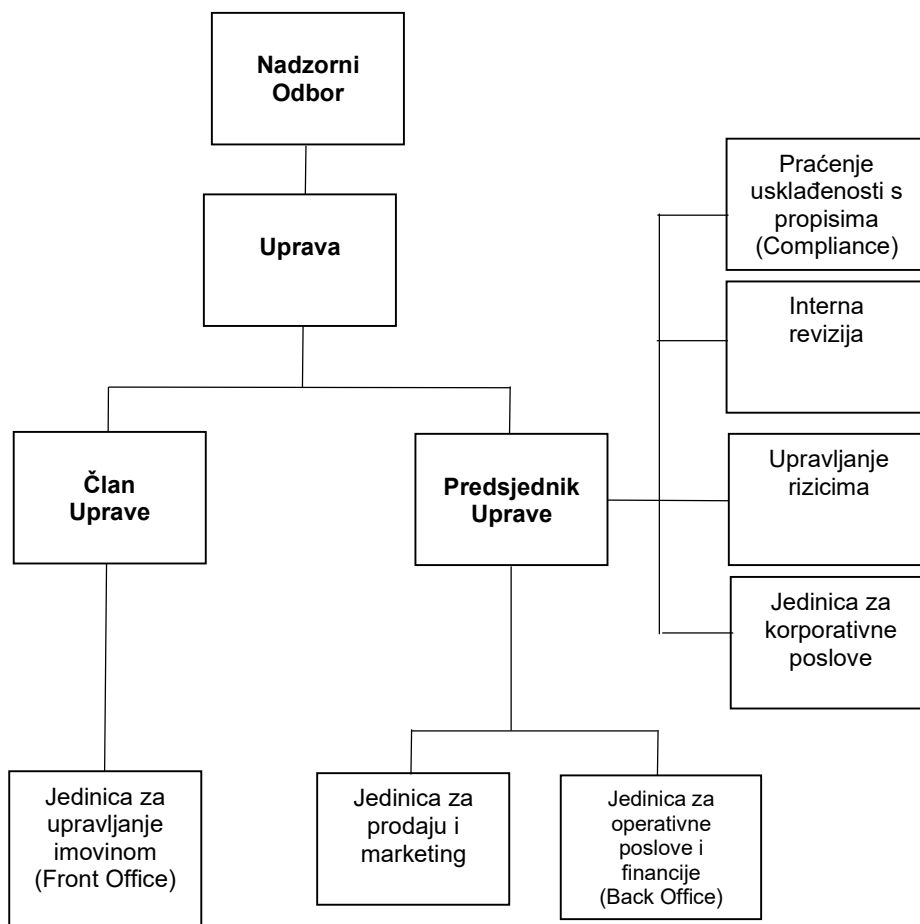 Nadzorni
Odbor
Uprava
Član
Uprave
Predsjednik
Uprave
Praćenje
usklađenosti s
propisima
(Compliance)
Interna
revizija
Upravljanje
rizicima
Jedinica za
korporativne
poslove
Jedinica za
upravljanje
imovinom
(Front Office)
Jedinica za
prodaju i
marketing
Jedinica za
operativne
poslove i
financije
(Back Office)